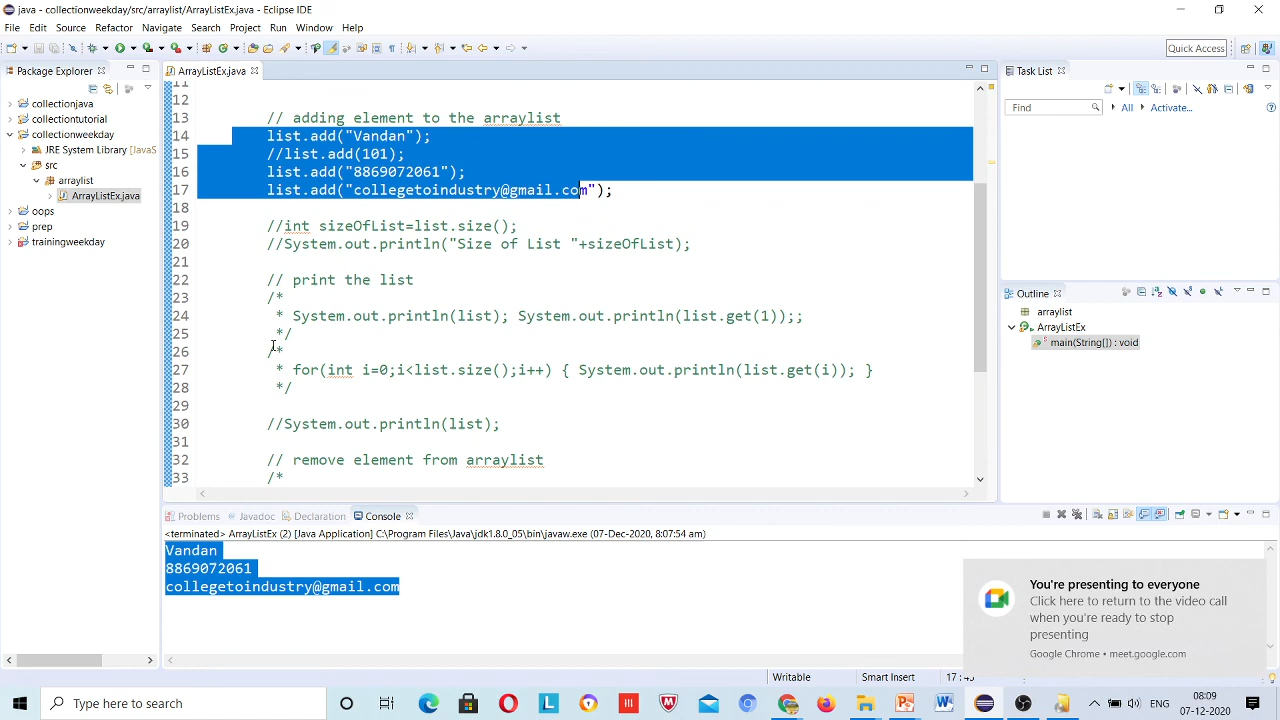 java - collectionweekday/src/arraylist/ArrayListEx.java - Eclipse IDE
File Edit Source Refactor Navigate Search Project Run Window Help
Quick Access
Package Explorer
ArrayListEx.java
Task List
collectionjava
collectiontutorial
collectionweekday
JRE System Library [JavaS
src
arraylist
ArrayListEx.java
oops
prep
trainingweekday
11
12
13 // adding element to the arraylist
14 list.add("Vandan");
15 //list.add(101);
16 list.add("8869072061");
17 list.add("collegetoindustry@gmail.com");
18
19 //int sizeOfList=list.size();
20 //System.out.println("Size of List "+sizeOfList);
21
22 // print the list
23 /*
24 * System.out.println(list); System.out.println(list.get(1));;
25 */
26 /*
27 * for(int i=0;i<list.size();i++) { System.out.println(list.get(i)); }
28 */
29
30 //System.out.println(list);
31
32 // remove element from arraylist
33 /*
Find All Activate...
Outline
arraylist
ArrayListEx
main(String[]) : void
Problems Javadoc Declaration Console
<terminated> ArrayListEx (2) [Java Application] C:\Program Files\Java\jdk1.8.0_05\bin\javaw.exe (07-Dec-2020, 8:07:54 am)
Vandan
8869072061
collegetoindustry@gmail.com
You're presenting to everyone
Click here to return to the video call
when you're ready to stop
presenting
Google Chrome • meet.google.com
Writable Smart Insert
Type here to search
ENG
08:09
07-12-2020